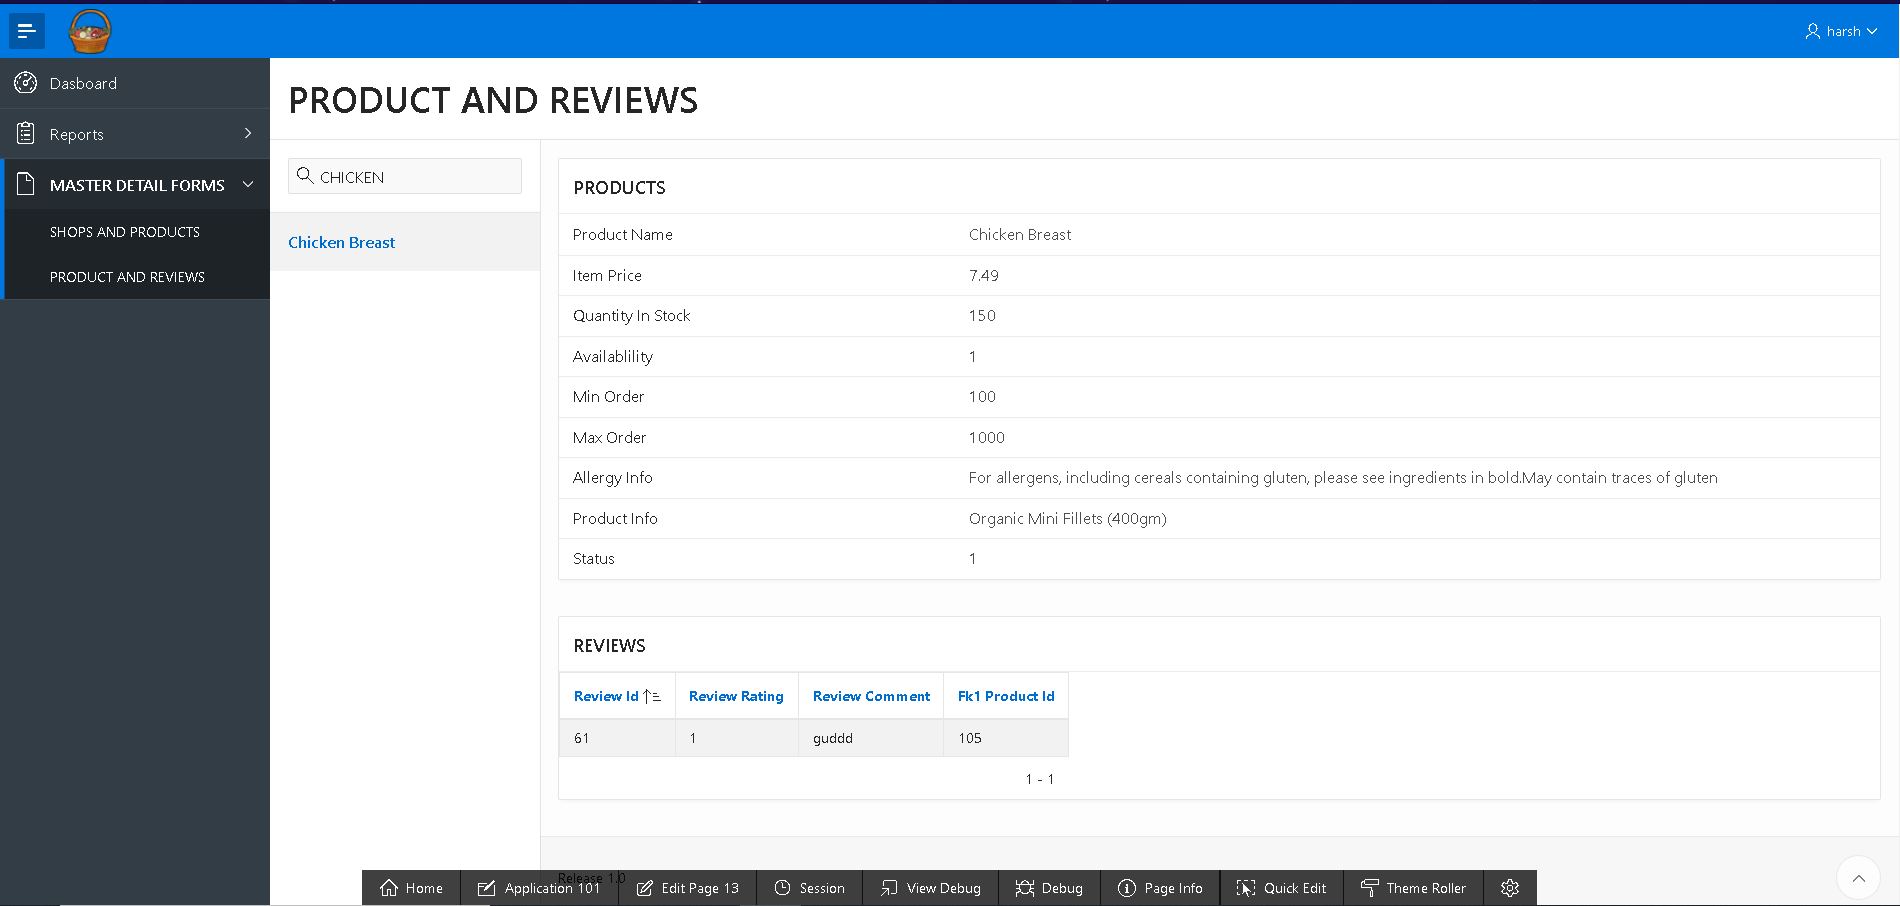 harsh
Dasboard
Reports
MASTER DETAIL FORMS
SHOPS AND PRODUCTS
PRODUCT AND REVIEWS
PRODUCT AND REVIEWS
CHICKEN
Chicken Breast
PRODUCTS
Product Name Chicken Breast
Item Price 7.49
Quantity In Stock 150
Availablility 1
Min Order 100
Max Order 1000
Allergy Info For allergens, including cereals containing gluten, please see ingredients in bold.May contain traces of gluten
Product Info Organic Mini Fillets (400gm)
Status 1
REVIEWS
Review Id Review Rating Review Comment Fk1 Product Id
61 1 guddd 105
1 - 1
Release 1.0
Home Application 101 Edit Page 13 Session View Debug Debug Page Info Quick Edit Theme Roller